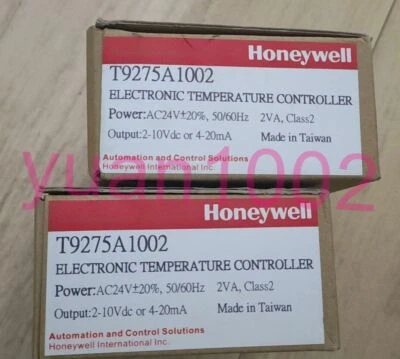 Honeywell
T9275A1002
ELECTRONIC TEMPERATURE CONTROLLER
Power:AC24V±20%, 50/60Hz 2VA, Class2
Output:2-10Vdc or 4-20mA Made in Taiwan
Automation and Control Solutions
Honeywell International Inc.
yuan1002
Honeywell
T9275A1002
ELECTRONIC TEMPERATURE CONTROLLER
Power:AC24V±20%, 50/60Hz 2VA, Class2
Output:2-10Vdc or 4-20mA Made in Taiwan
Automation and Control Solutions
Honeywell International Inc.